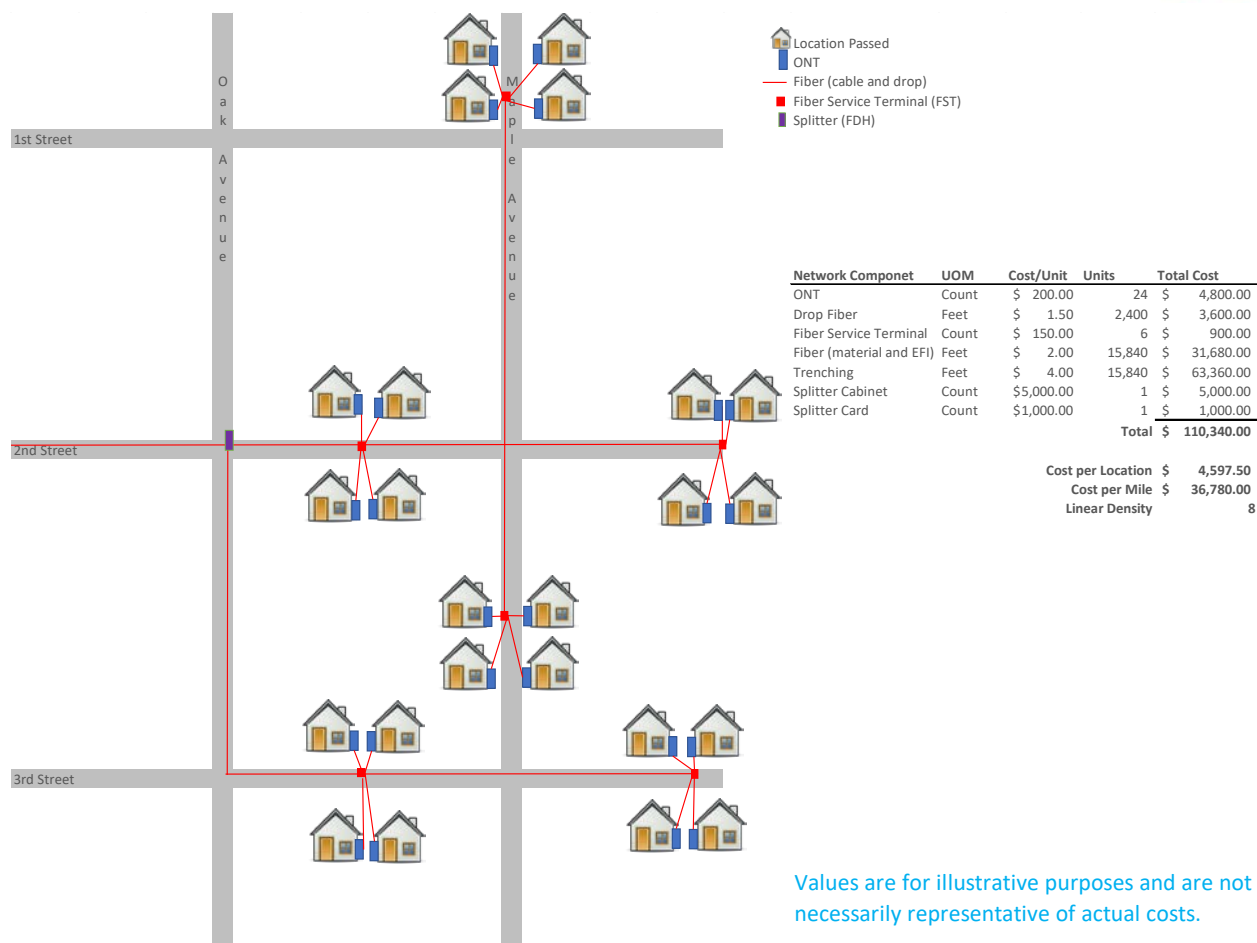 Location Passed
ONT
Fiber (cable and drop)
Fiber Service Terminal (FST)
Splitter (FDH)
Oak Avenue
Maple Avenue
1st Street
2nd Street
3rd Street
Network Componet UOM Cost/Unit Units Total Cost
ONT Count $ 200.00 24 $ 4,800.00
Drop Fiber Feet $ 1.50 2,400 $ 3,600.00
Fiber Service Terminal Count $ 150.00 6 $ 900.00
Fiber (material and EFI) Feet $ 2.00 15,840 $ 31,680.00
Trenching Feet $ 4.00 15,840 $ 63,360.00
Splitter Cabinet Count $5,000.00 1 $ 5,000.00
Splitter Card Count $1,000.00 1 $ 1,000.00
Total $ 110,340.00
Cost per Location $ 4,597.50
Cost per Mile $ 36,780.00
Linear Density 8
Values are for illustrative purposes and are not
necessarily representative of actual costs.